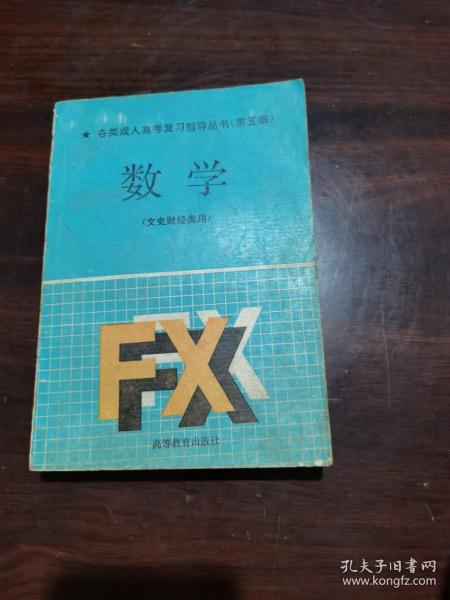 ★ 各类成人高考复习指导丛书(第五版)
数学
(文史财经类用)
FX
高等教育出版社
孔夫子旧书网
www.kongfz.com